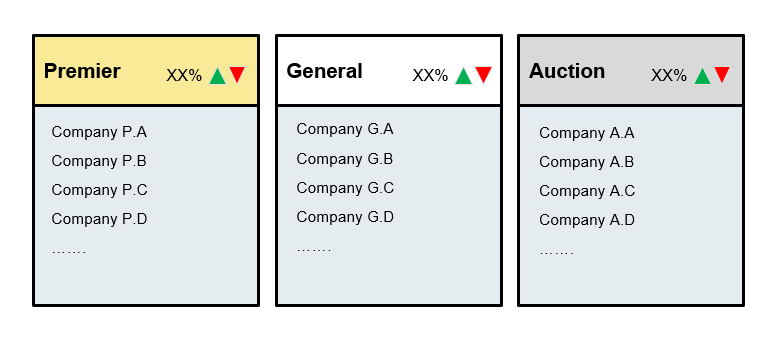 Premier XX%
Company P.A
Company P.B
Company P.C
Company P.D
…….
General XX%
Company G.A
Company G.B
Company G.C
Company G.D
…….
Auction XX%
Company A.A
Company A.B
Company A.C
Company A.D
…….